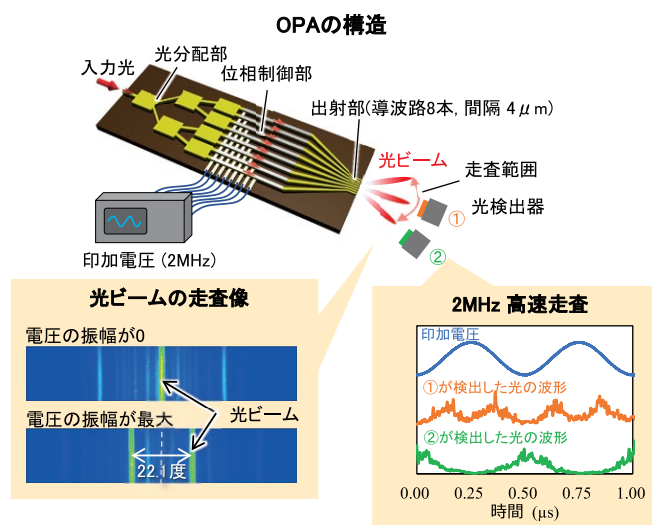 OPAの構造
光分配部
入力光
位相制御部
出射部(導波路8本, 間隔 4μm)
光ビーム
走査範囲
光検出器
①
②
印加電圧 (2MHz)
光ビームの走査像
電圧の振幅が0
光ビーム
電圧の振幅が最大
22.1度
2MHz 高速走査
印加電圧
①が検出した光の波形
②が検出した光の波形
0.00 0.25 0.50 0.75 1.00
時間 (μs)